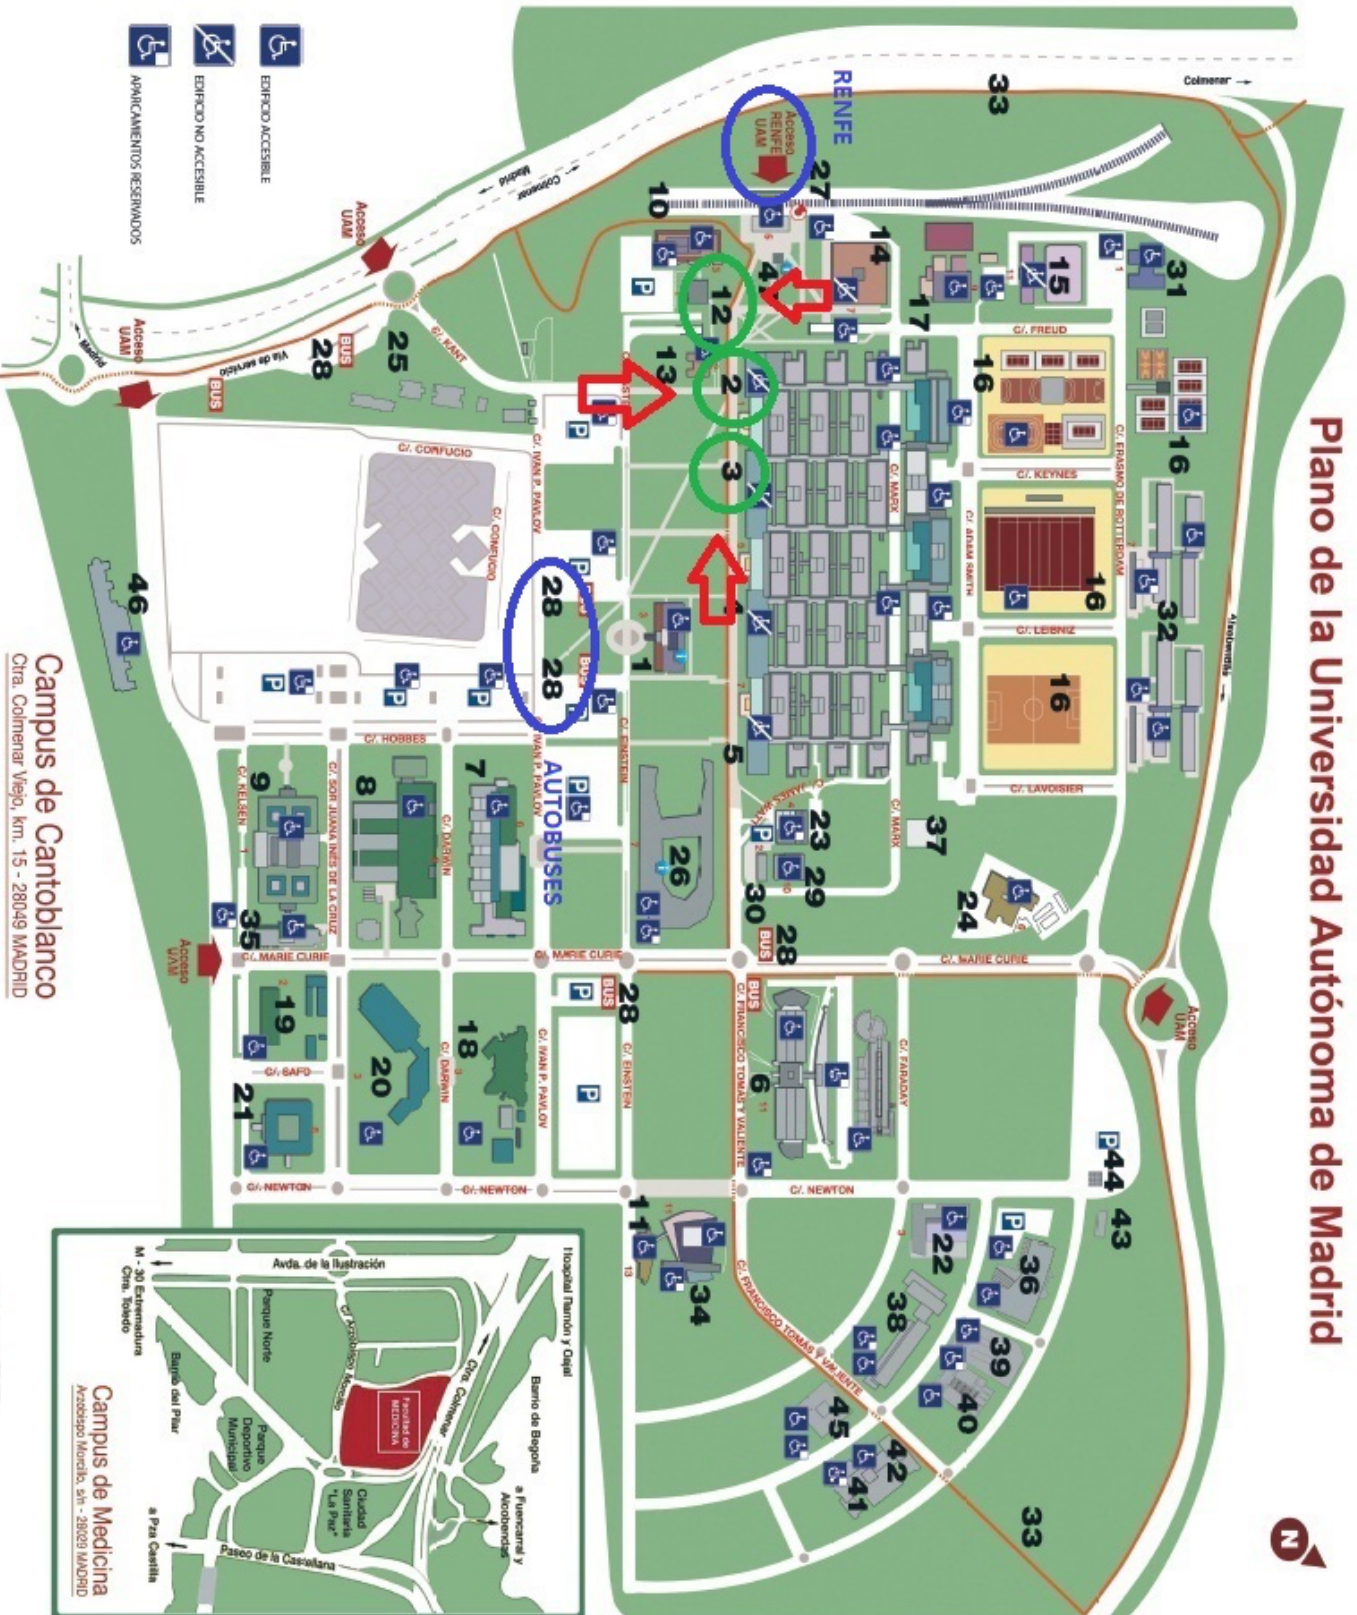 Plano de la Universidad Autónoma de Madrid
N
EDIFICIO ACCESIBLE
EDIFICIO NO ACCESIBLE
APARCAMIENTOS RESERVADOS
Colmenar
33
RENFE
Acceso
RENFE
UAM
27
Madrid
Colmenar
Acceso
UAM
10
14
17
15
31
12
13
2
3
4
5
C/. FREUD
16
16
C/. KEYNES
C/. ERASMO DE ROTTERDAM
C/. MARX
C/. ADAM SMITH
16
32
C/. LEIBNIZ
Alcobendas
16
C/. LAVOISIER
C/. KANT
25
BUS
28
Vía de servicio
BUS
Acceso
UAM
Madrid
P
C/. CONFUCIO
C/. IVAN P. PAVLOV
C/. CONFUCIO
28
28
BUS
AUTOBUSES
1
46
C/. HOBBES
C/. EINSTEIN
IVAN P. PAVLOV
9
8
7
C/. KELSEN
C/. SOR JUANA INÉS DE LA CRUZ
C/. DARWIN
26
C/. JAMES WATT
C/. MARX
23
29
30
37
24
28
BUS
35
Acceso
UAM
C/. MARIE CURIE
C/. MARIE CURIE
C/. MARIE CURIE
Acceso
UAM
BUS
28
BUS
19
20
18
21
C/. SAFO
C/. DARWIN
C/. IVAN P. PAVLOV
C/. EINSTEIN
C/. FRANCISCO TOMAS Y VALIENTE
6
C/. FARADAY
C/. NEWTON
C/. NEWTON
C/. NEWTON
P
44
43
11
34
22
36
38
39
40
45
42
41
33
C/. FRANCISCO TOMÁS Y VALIENTE
Campus de Cantoblanco
Ctra. Colmenar Viejo, km. 15 - 28049 MADRID
Hospital Ramón y Cajal
Avda. de la Ilustración
M - 30 Extremadura
Ctra. Toledo
Parque Norte
C/ Arzobispo Morcillo
Ctra. Colmenar
Barrio de Begoña
Barrio del Pilar
Facultad de
MEDICINA
Parque
Deportivo
Municipal
Ciudad
Sanitaria
"La Paz"
a Fuencarral y
Alcobendas
Paseo de la Castellana
a Pza Castilla
Campus de Medicina
Arzobispo Morcillo, s/n - 28029 MADRID